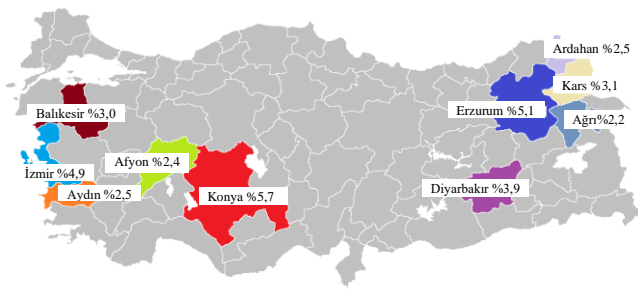 Ardahan %2,5
Kars %3,1
Erzurum %5,1
Ağrı%2,2
Balıkesir %3,0
Afyon %2,4
İzmir %4,9
Aydın %2,5
Konya %5,7
Diyarbakır %3,9